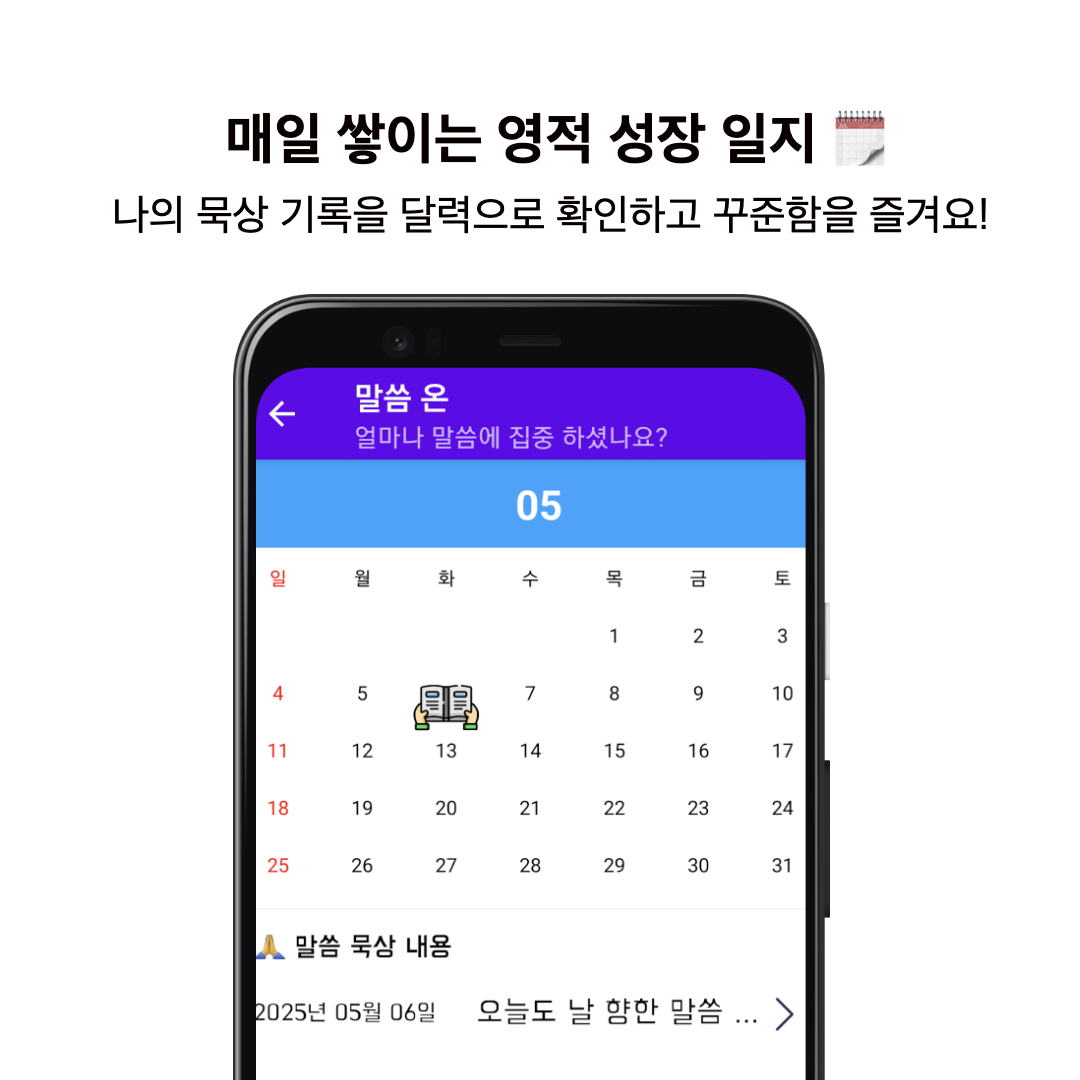 매일 쌓이는 영적 성장 일지
나의 묵상 기록을 달력으로 확인하고 꾸준함을 즐겨요!
말씀 온
얼마나 말씀에 집중 하셨나요?
05
일 월 화 수 목 금 토
1 2 3
4 5 7 8 9 10
11 12 13 14 15 16 17
18 19 20 21 22 23 24
25 26 27 28 29 30 31
🙏 말씀 묵상 내용
2025년 05월 06일 오늘도 날 향한 말씀 ...